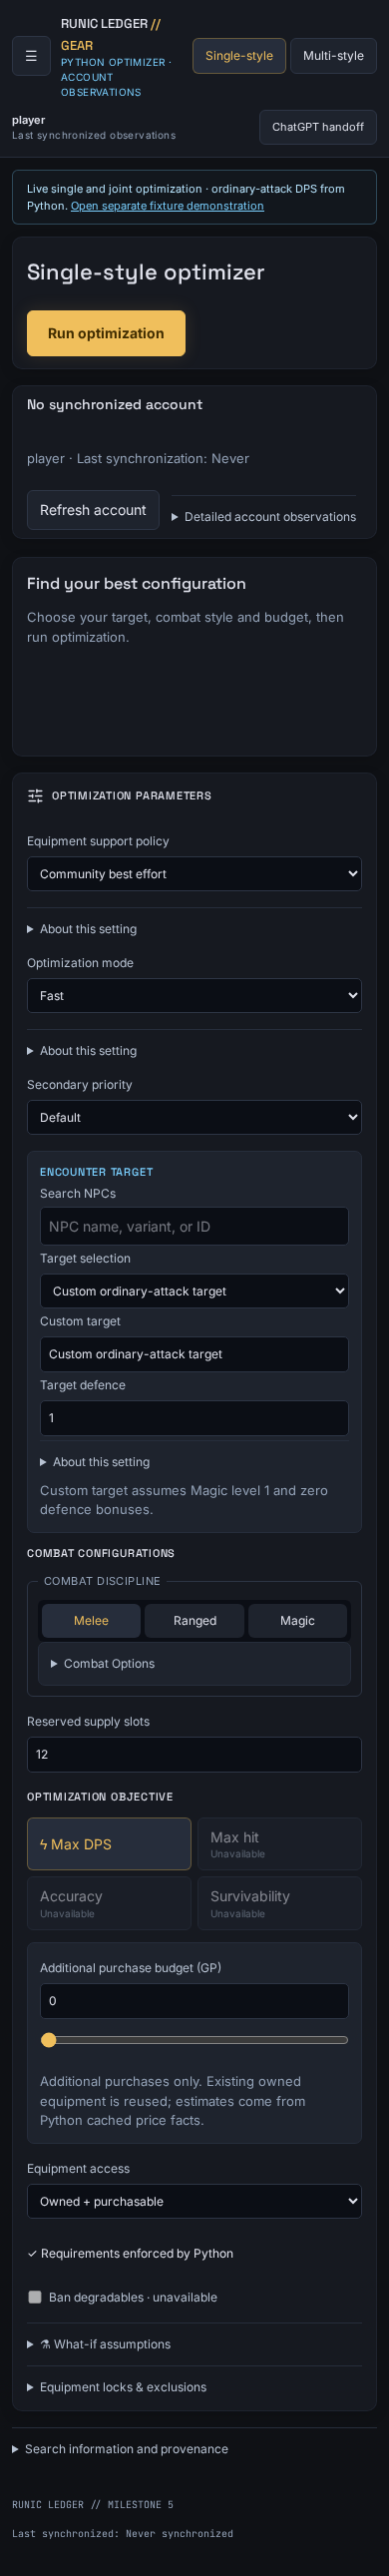 ☰
RUNIC LEDGER //
GEAR
PYTHON OPTIMIZER ·
ACCOUNT
OBSERVATIONS
Single-style
Multi-style
player
Last synchronized observations
ChatGPT handoff
Live single and joint optimization · ordinary-attack DPS from
Python. Open separate fixture demonstration
Single-style optimizer
Run optimization
No synchronized account
player · Last synchronization: Never
Refresh account
Detailed account observations
Find your best configuration
Choose your target, combat style and budget, then
run optimization.
OPTIMIZATION PARAMETERS
Equipment support policy
Community best effort
About this setting
Optimization mode
Fast
About this setting
Secondary priority
Default
ENCOUNTER TARGET
Search NPCs
NPC name, variant, or ID
Target selection
Custom ordinary-attack target
Custom target
Custom ordinary-attack target
Target defence
1
About this setting
Custom target assumes Magic level 1 and zero
defence bonuses.
COMBAT CONFIGURATIONS
COMBAT DISCIPLINE
Melee
Ranged
Magic
Combat Options
Reserved supply slots
12
OPTIMIZATION OBJECTIVE
ϟ Max DPS
Max hit
Unavailable
Accuracy
Unavailable
Survivability
Unavailable
Additional purchase budget (GP)
0
Additional purchases only. Existing owned
equipment is reused; estimates come from
Python cached price facts.
Equipment access
Owned + purchasable
✓ Requirements enforced by Python
Ban degradables · unavailable
⚗ What-if assumptions
Equipment locks & exclusions
Search information and provenance
RUNIC LEDGER // MILESTONE 5
Last synchronized: Never synchronized